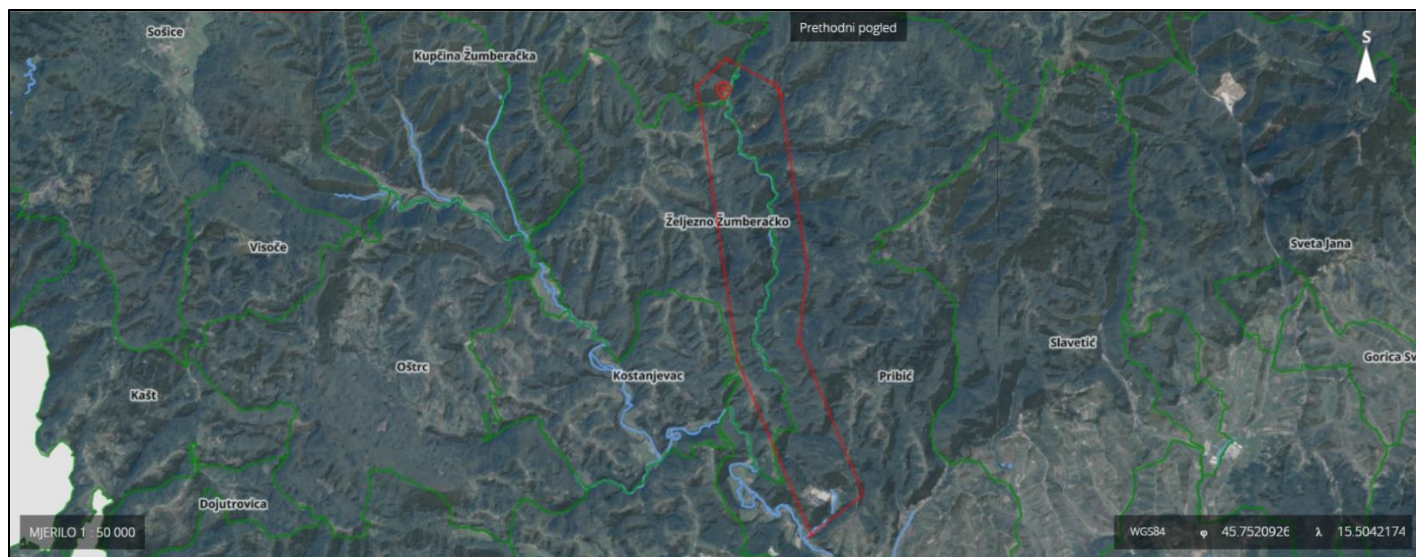 Sošice
Prethodni pogled
S
Kupčina Žumberačka
Željezno Žumberačko
Visoče
Sveta Jana
Slavetić
Oštrc
Kostanjevac
Pribić
Gorica Sv
Kašt
Dojutrovica
MJERILO 1 : 50 000
WGS84 φ 45.7520926 λ 15.5042174